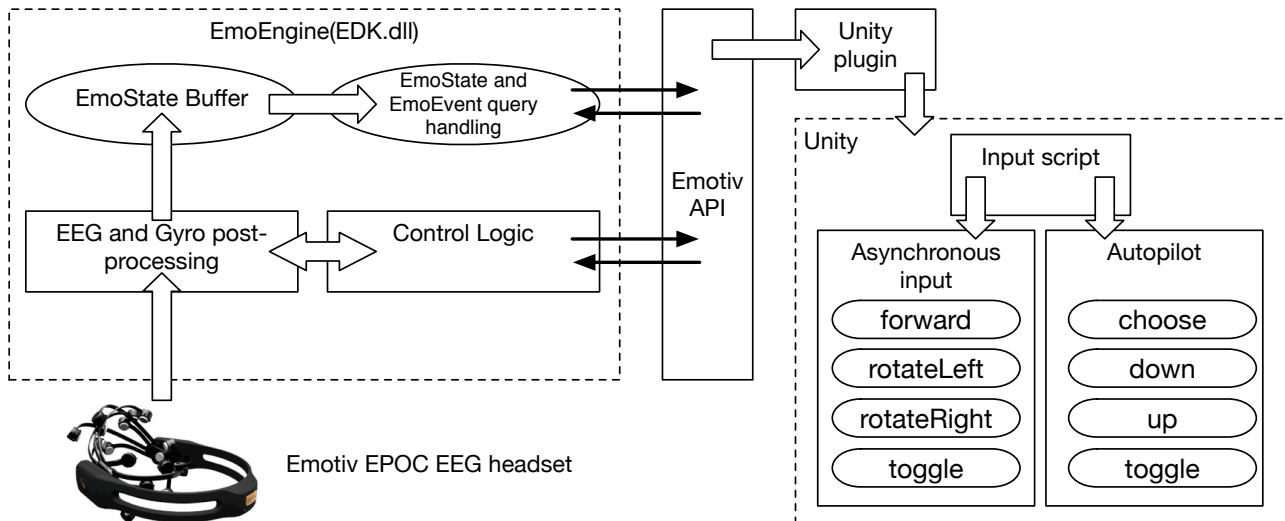 EmoEngine(EDK.dll)
EmoState Buffer
EmoState and
EmoEvent query
handling
EEG and Gyro post-
processing
Control Logic
Emotiv
API
Unity
plugin
Unity
Input script
Asynchronous
input
forward
rotateLeft
rotateRight
toggle
Autopilot
choose
down
up
toggle
Emotiv EPOC EEG headset